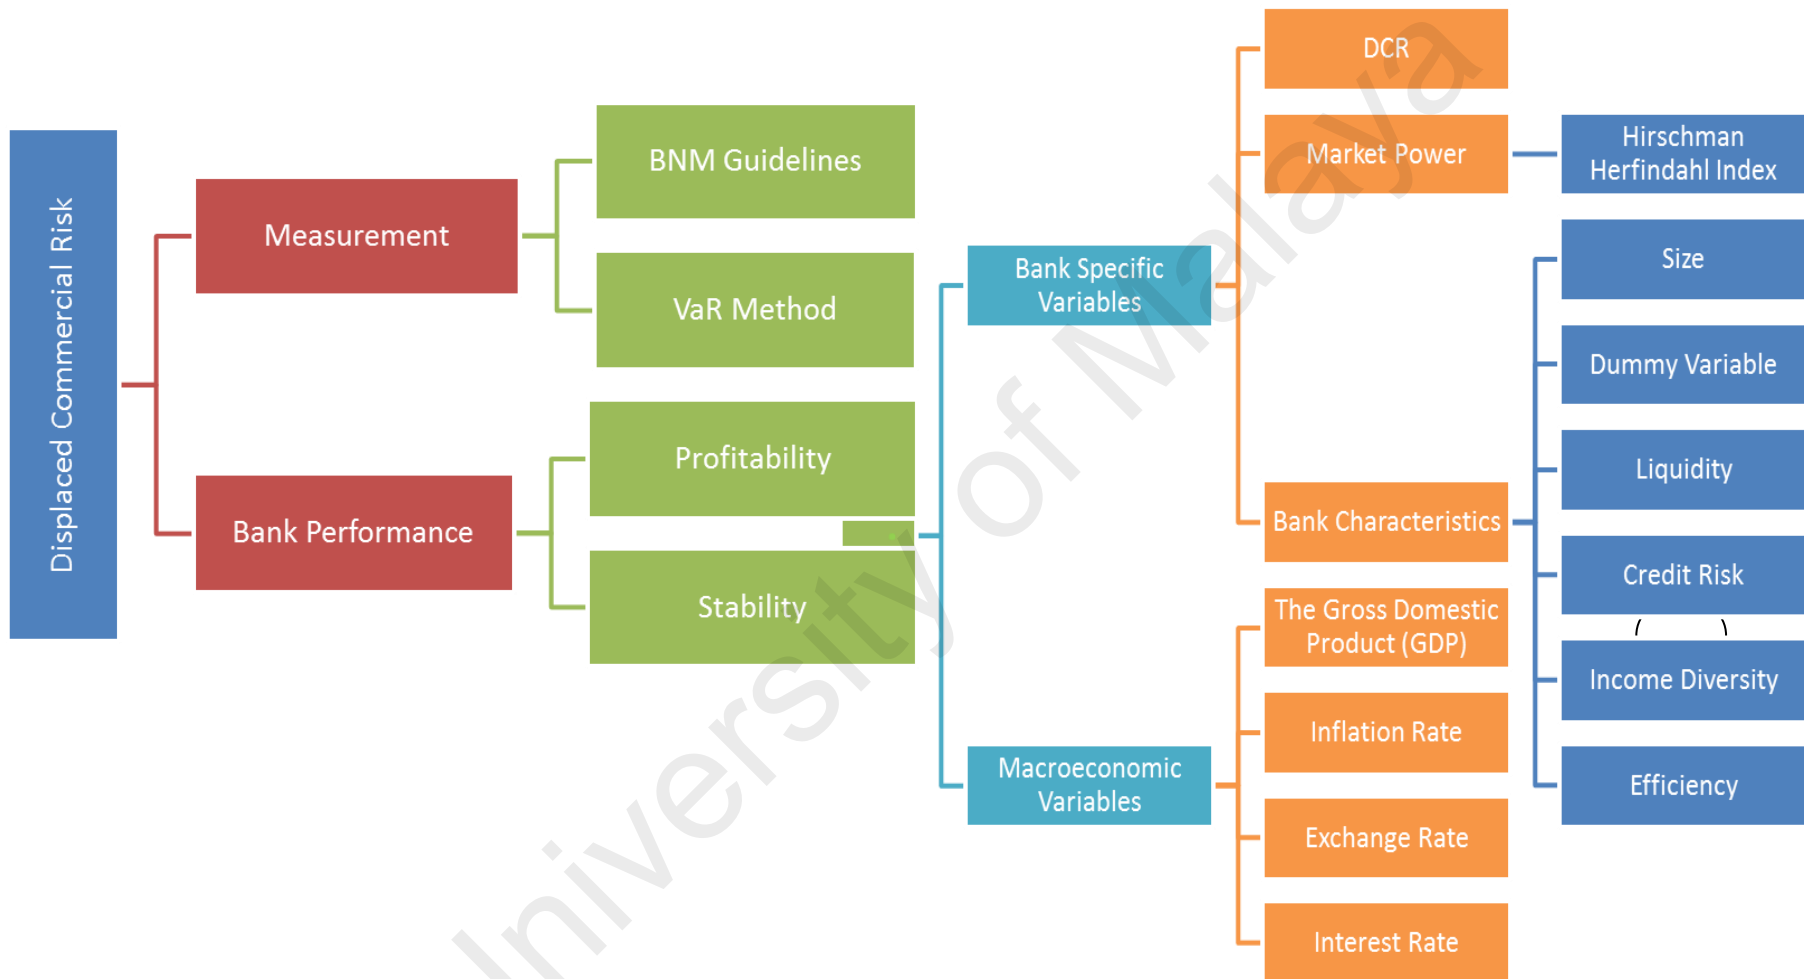 Displaced Commercial Risk
Measurement
Bank Performance
BNM Guidelines
VaR Method
Profitability
Stability
Bank Specific
Variables
Macroeconomic
Variables
DCR
Market Power
Bank Characteristics
The Gross Domestic
Product (GDP)
Inflation Rate
Exchange Rate
Interest Rate
Hirschman
Herfindahl Index
Size
Dummy Variable
Liquidity
Credit Risk
( )
Income Diversity
Efficiency
University of Malaya